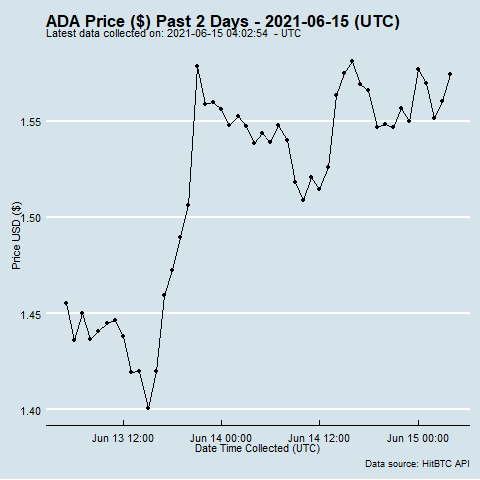 ADA Price ($) Past 2 Days - 2021-06-15 (UTC)
Latest data collected on: 2021-06-15 04:02:54 - UTC
1.55
1.50
1.45
1.40
Price USD ($)
Jun 13 12:00 Jun 14 00:00 Jun 14 12:00 Jun 15 00:00
Date Time Collected (UTC)
Data source: HitBTC API